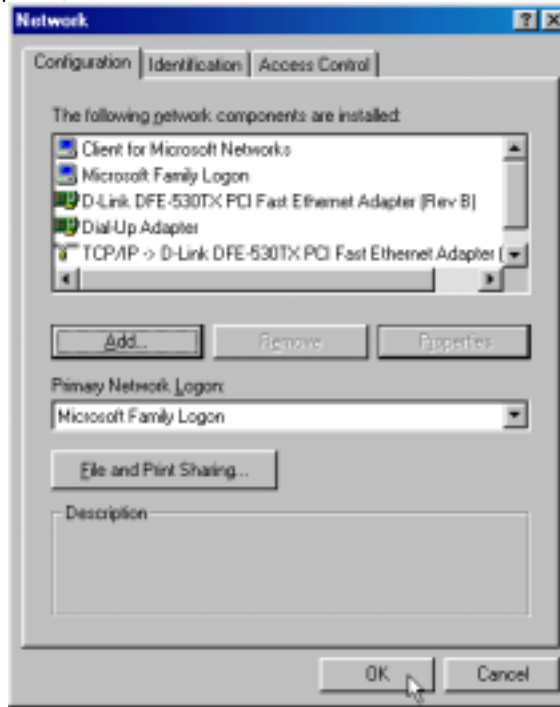 Network
Configuration Identification Access Control
The following network components are installed:
Client for Microsoft Networks
Microsoft Family Logon
D-Link DFE-530TX PCI Fast Ethernet Adapter (Rev B)
Dial-Up Adapter
TCP/IP -> D-Link DFE-530TX PCI Fast Ethernet Adapter (
Add... Remove Properties
Primary Network Logon:
Microsoft Family Logon
File and Print Sharing...
Description
OK Cancel